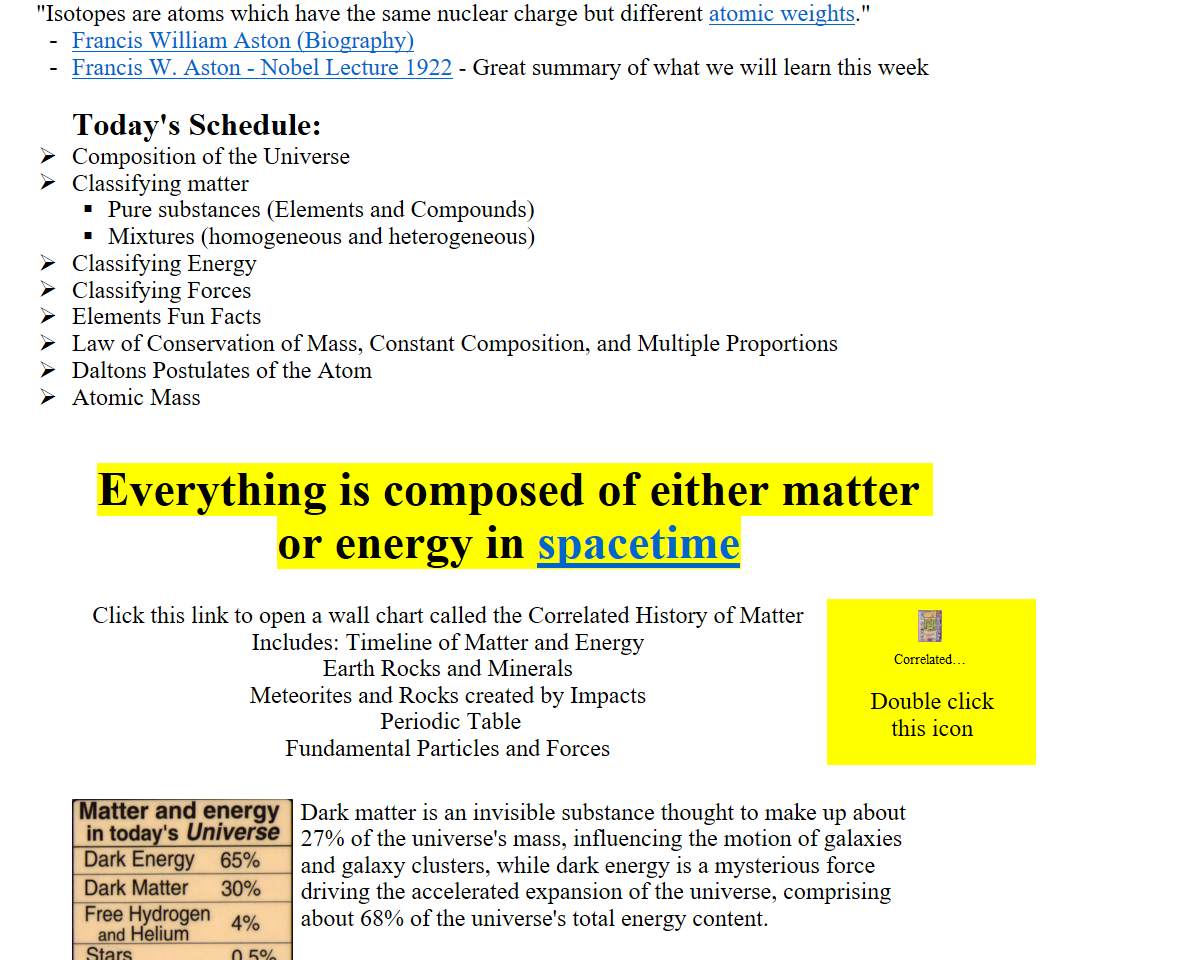 "Isotopes are atoms which have the same nuclear charge but different atomic weights."
- Francis William Aston (Biography)
- Francis W. Aston - Nobel Lecture 1922 - Great summary of what we will learn this week
Today's Schedule:
➢ Composition of the Universe
➢ Classifying matter
▪ Pure substances (Elements and Compounds)
▪ Mixtures (homogeneous and heterogeneous)
➢ Classifying Energy
➢ Classifying Forces
➢ Elements Fun Facts
➢ Law of Conservation of Mass, Constant Composition, and Multiple Proportions
➢ Daltons Postulates of the Atom
➢ Atomic Mass
Everything is composed of either matter
or energy in spacetime
Click this link to open a wall chart called the Correlated History of Matter
Includes: Timeline of Matter and Energy
Earth Rocks and Minerals
Meteorites and Rocks created by Impacts
Periodic Table
Fundamental Particles and Forces
Correlated...
Double click
this icon
Matter and energy
in today's Universe
Dark Energy 65%
Dark Matter 30%
Free Hydrogen
and Helium 4%
Stars 0.5%
Dark matter is an invisible substance thought to make up about
27% of the universe's mass, influencing the motion of galaxies
and galaxy clusters, while dark energy is a mysterious force
driving the accelerated expansion of the universe, comprising
about 68% of the universe's total energy content.